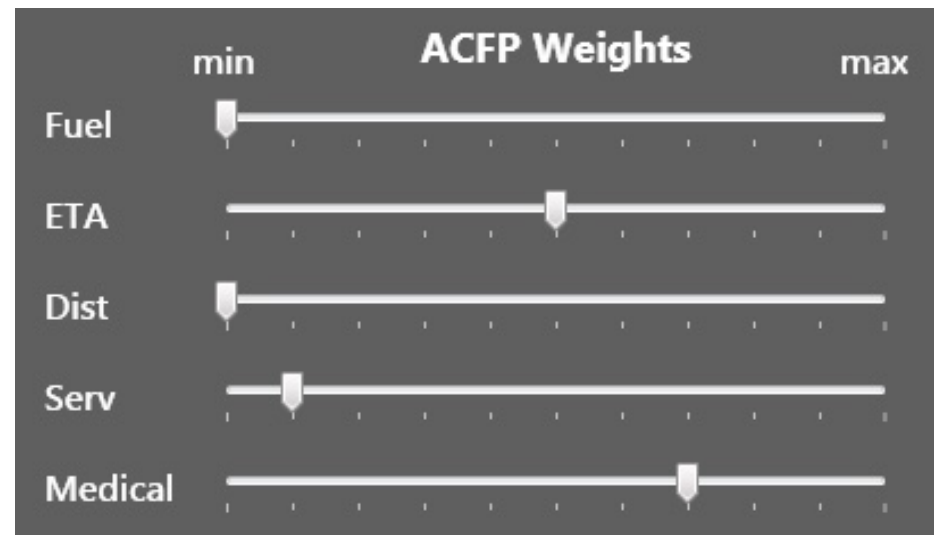 ACFP Weights
min max
Fuel
ETA
Dist
Serv
Medical